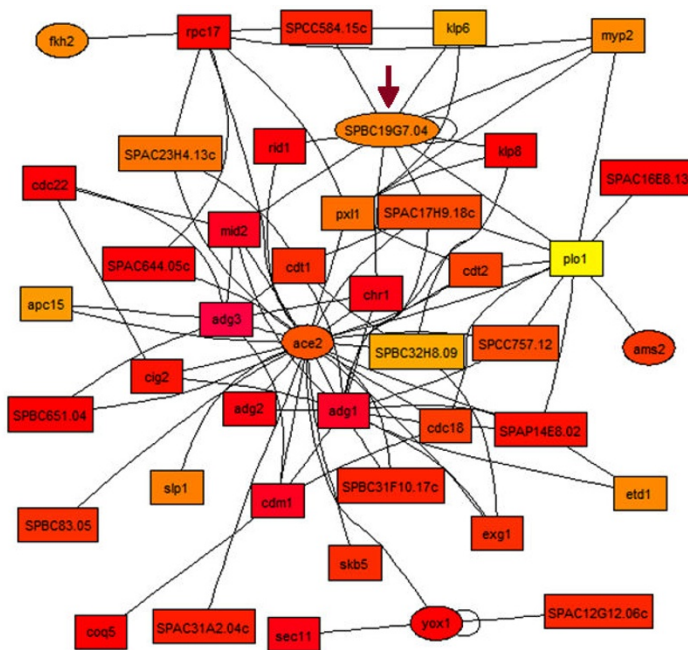 fkh2
rpc17
SPCC584.15c
klp6
myp2
SPBC19G7.04
SPAC23H4.13c
rid1
klp8
cdc22
pxl1
SPAC17H9.18c
SPAC16E8.13
mid2
SPAC644.05c
cdt1
cdt2
plo1
apc15
adg3
chr1
ace2
SPBC32H8.09
SPCC757.12
ams2
cig2
SPBC651.04
adg2
adg1
cdc18
SPAP14E8.02
slp1
cdm1
SPBC31F10.17c
etd1
SPBC83.05
skb5
exg1
coq5
SPAC31A2.04c
sec11
yox1
SPAC12G12.06c